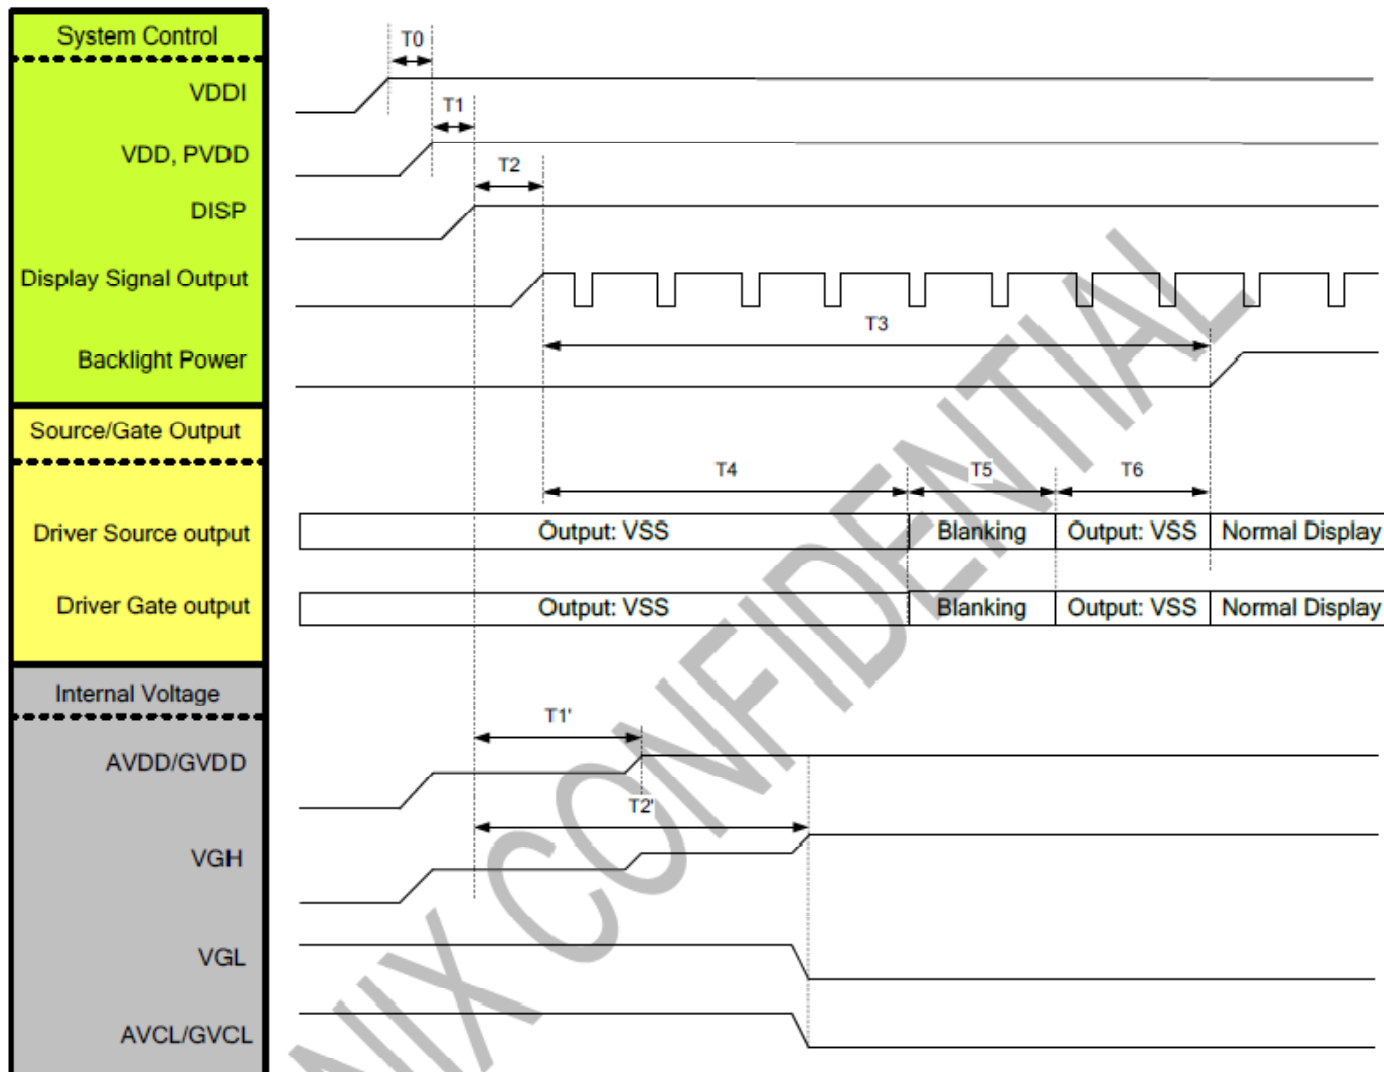 System Control
T0
VDDI
T1
VDD, PVDD
T2
DISP
Display Signal Output
T3
Backlight Power
Source/Gate Output
T4 T5 T6
Driver Source output Output: VSS Blanking Output: VSS Normal Display
Driver Gate output Output: VSS Blanking Output: VSS Normal Display
Internal Voltage
T1'
AVDD/GVDD
T2'
VGH
VGL
AVCL/GVCL
NIX CONFIDENTIAL